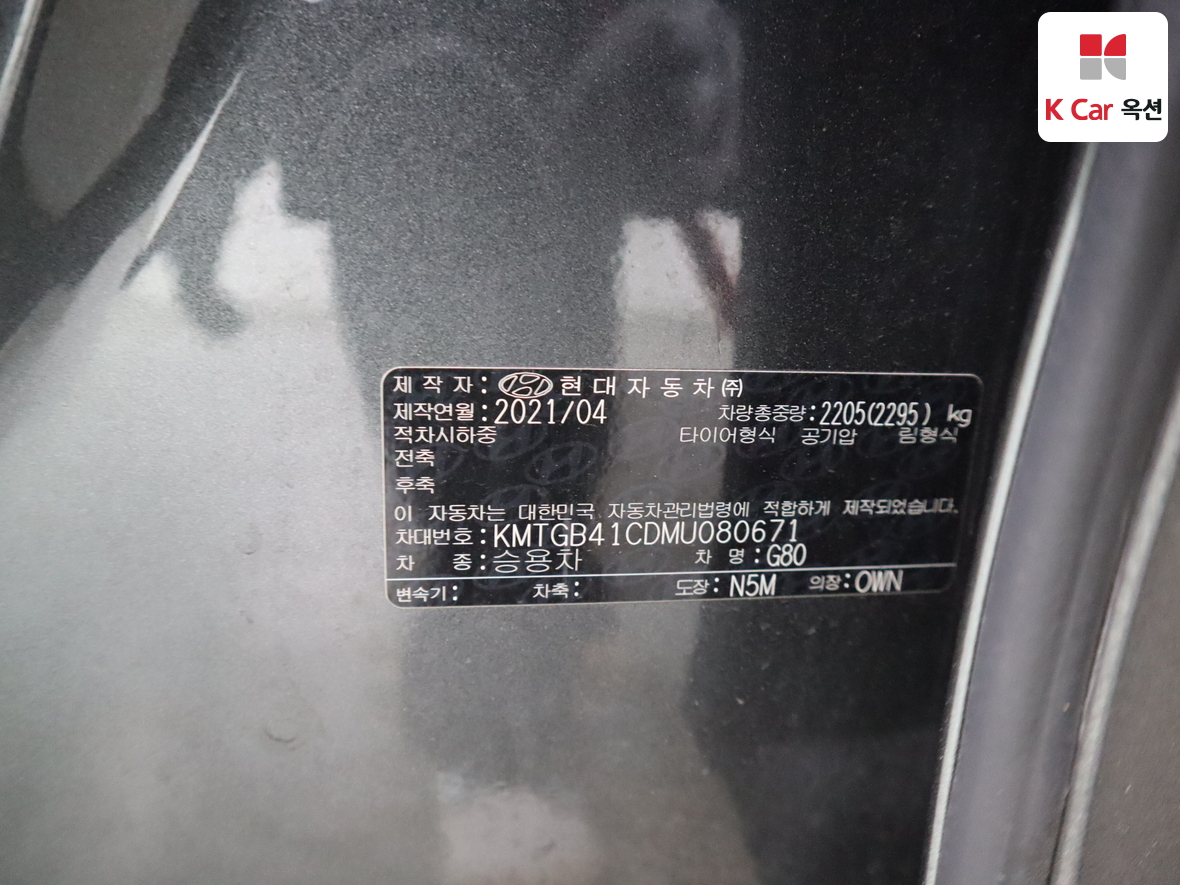 K Car 옥션
제 작 자 : 현 대 자 동 차 ㈜
제작연월 : 2021/04 차량총중량 : 2205(2295) kg
적차시하중 타이어형식 공기압 림형식
전축
후축
이 자동차는 대한민국 자동차관리법령에 적합하게 제작되었습니다.
차대번호 : KMTGB41CDMU080671
차 종 : 승용차 차 명 : G80
변속기 : 차축 : 도장 : N5M 의장 : OWN